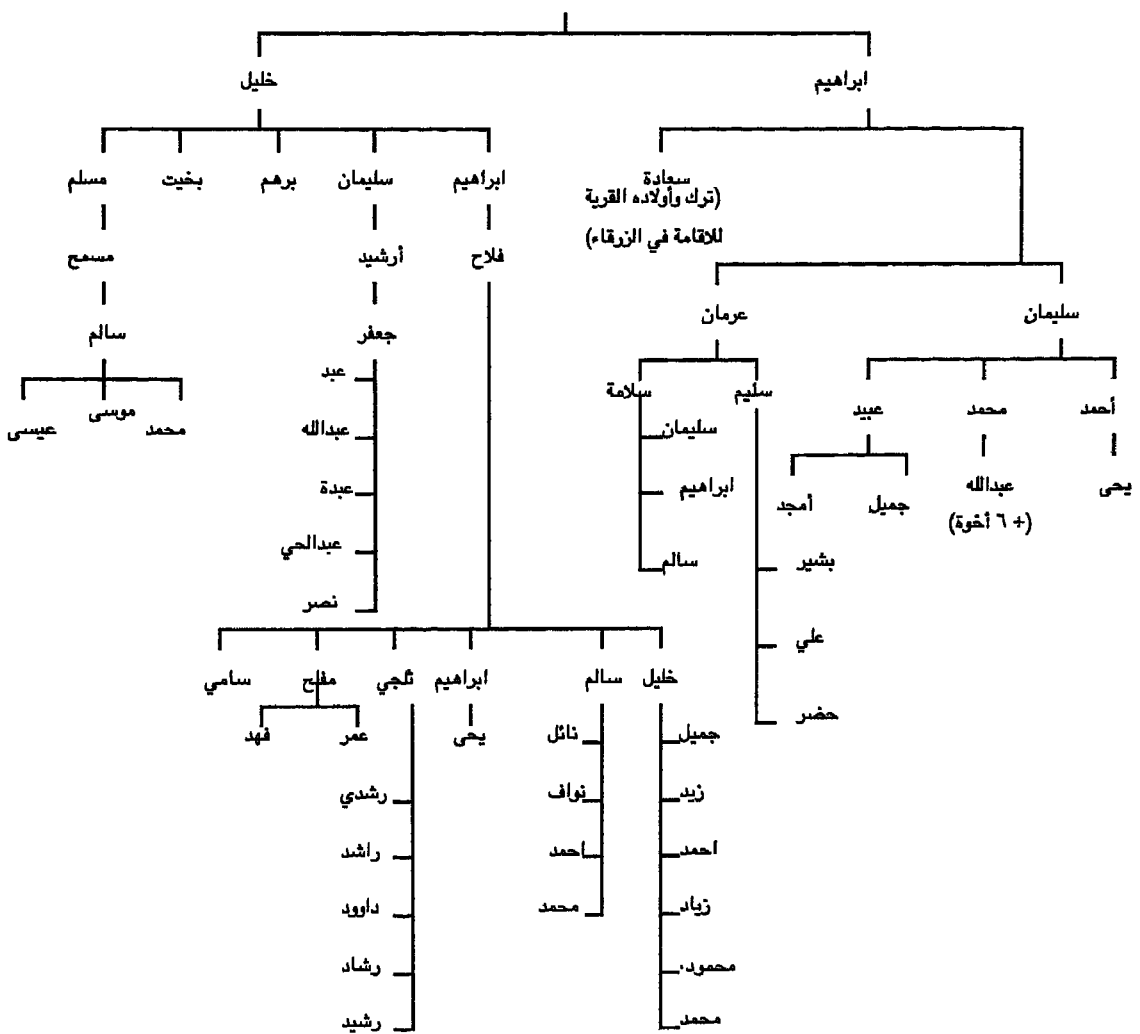 ابراهيم
خليل
سعادة
(ترك وأولاده القرية
للاقامة في الزرقاء)
ابراهيم
سليمان
برهم
بخيت
مسلم
فلاح
أرشيد
مسمح
سليمان
عرمان
جعفر
سالم
أحمد
محمد
عبيد
سليم
سلامة
عبد
عبدالله
عبدة
عبدالحي
نصر
محمد
موسى
عيسى
يحى
عبدالله
(+ ٦ أخوة)
جميل
أمجد
سليمان
ابراهيم
سالم
بشير
علي
حضر
خليل
سالم
ابراهيم
ثلجي
مفلح
سامي
جميل
زيد
احمد
زياد
محمود.
محمد
نائل
نواف
احمد
محمد
يحى
رشدي
راشد
داوود
رشاد
رشيد
عمر
فهد